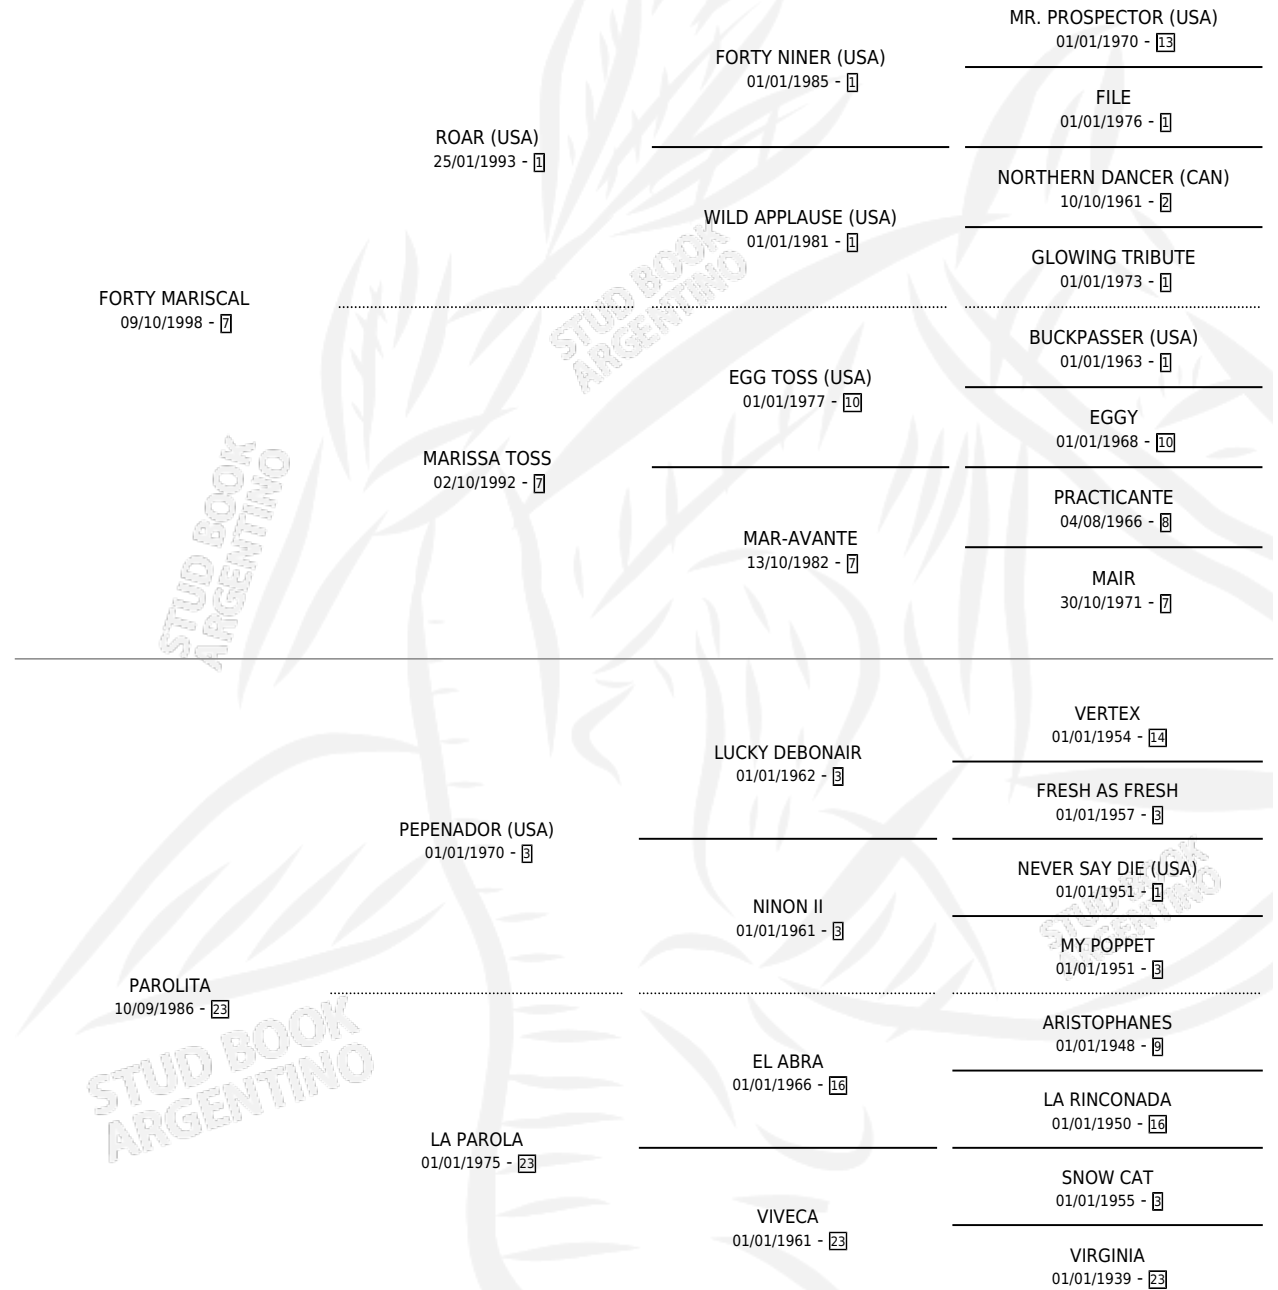 MR. PROSPECTOR (USA)
01/01/1970 - 13
FORTY NINER (USA)
01/01/1985 - 1
FILE
01/01/1976 - 1
ROAR (USA)
25/01/1993 - 1
NORTHERN DANCER (CAN)
10/10/1961 - 2
WILD APPLAUSE (USA)
01/01/1981 - 1
GLOWING TRIBUTE
01/01/1973 - 1
FORTY MARISCAL
09/10/1998 - 7
BUCKPASSER (USA)
01/01/1963 - 1
EGG TOSS (USA)
01/01/1977 - 10
EGGY
01/01/1968 - 10
MARISSA TOSS
02/10/1992 - 7
PRACTICANTE
04/08/1966 - 8
MAR-AVANTE
13/10/1982 - 7
MAIR
30/10/1971 - 7
VERTEX
01/01/1954 - 14
LUCKY DEBONAIR
01/01/1962 - 3
FRESH AS FRESH
01/01/1957 - 3
PEPENADOR (USA)
01/01/1970 - 3
NEVER SAY DIE (USA)
01/01/1951 - 1
NINON II
01/01/1961 - 3
MY POPPET
01/01/1951 - 3
PAROLITA
10/09/1986 - 23
ARISTOPHANES
01/01/1948 - 9
EL ABRA
01/01/1966 - 16
LA RINCONADA
01/01/1950 - 16
LA PAROLA
01/01/1975 - 23
SNOW CAT
01/01/1955 - 3
VIVECA
01/01/1961 - 23
VIRGINIA
01/01/1939 - 23
STUD BOOK
ARGENTINO
STUD BOOK
ARGENTINO
STUD BOOK
ARGENTINO
STUD BOOK
ARGENTINO